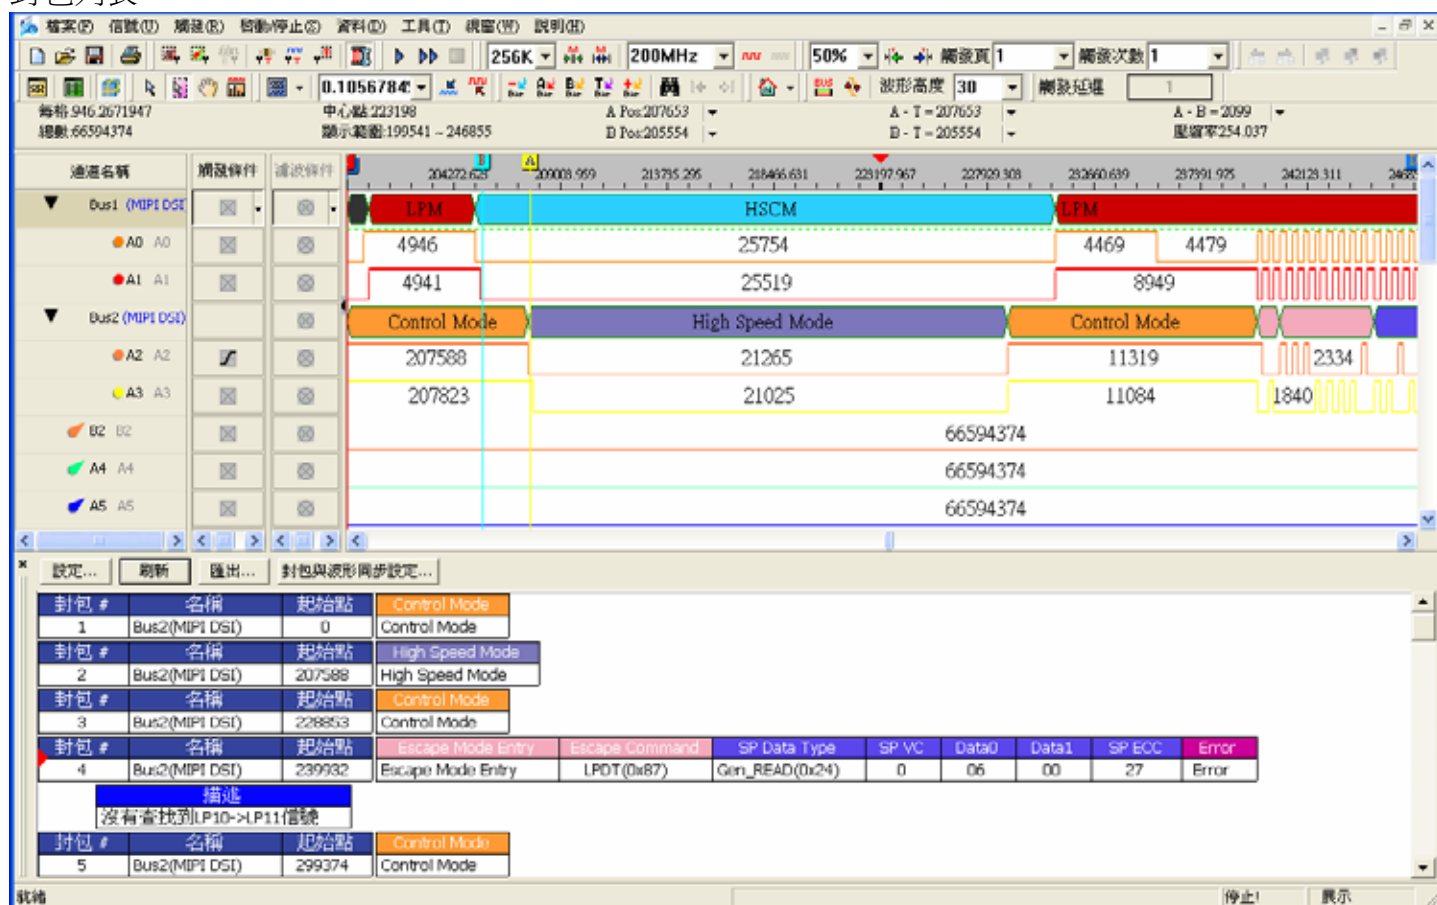 封包列表
檔案(F) 信號(U) 觸發(R) 啓動/停止(S) 資料(D) 工具(T) 視窗(W) 説明(H)
256K 200MHz 50% 觸發頁 1 觸發次數 1
波形高度 30 觸發延遲 1
每格:946.2671947 中心點:223198 A Pos:207653 A - T = 207653 A - B = 2099
總數:66594374 顯示範圍:199541 ~ 246855 B Pos:205554 B - T = 205554 壓縮率254.037
通道名稱 觸發條件 濾波條件 204272.623 B A 209003.959 213735.295 218466.631 223197.967 227929.303 232660.639 237391.975 242123.311
Bus1 (MIPI DSI LPM HSCM LPM
A0 A0 4946 25754 4469 4479
A1 A1 4941 25519 8949
Bus2 (MIPI DSI) Control Mode High Speed Mode Control Mode
A2 A2 207588 21265 11319 2334
A3 A3 207823 21025 11084 1840
B2 B2 66594374
A4 A4 66594374
A5 A5 66594374
設定... 刷新 匯出... 封包與波形同步設定...
封包 # 名稱 起始點 Control Mode
1 Bus2(MIPI DSI) 0 Control Mode
封包 # 名稱 起始點 High Speed Mode
2 Bus2(MIPI DSI) 207588 High Speed Mode
封包 # 名稱 起始點 Control Mode
3 Bus2(MIPI DSI) 228853 Control Mode
封包 # 名稱 起始點 Escape Mode Entry Escape Command SP Data Type SP VC Data0 Data1 SP ECC Error
4 Bus2(MIPI DSI) 239932 Escape Mode Entry LPDT(0x87) Gen_READ(0x24) 0 06 00 27 Error
描述
沒有查找到LP10->LP11信號
封包 # 名稱 起始點 Control Mode
5 Bus2(MIPI DSI) 299374 Control Mode
就緒 停止! 展示